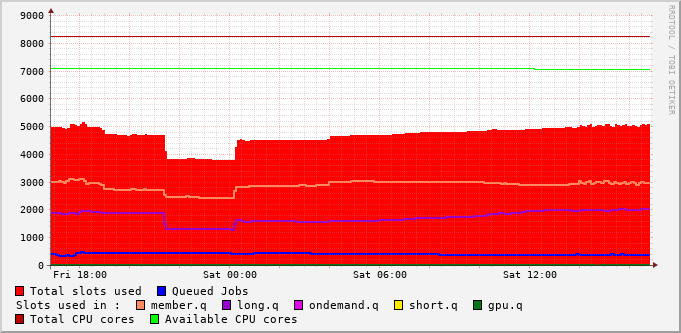 9000
8000
7000
6000
5000
4000
3000
2000
1000
0
Fri 18:00 Sat 00:00 Sat 06:00 Sat 12:00
Total slots used Queued Jobs
Slots used in : member.q long.q ondemand.q short.q gpu.q
Total CPU cores Available CPU cores
RRDTOOL / TOBI OETIKER